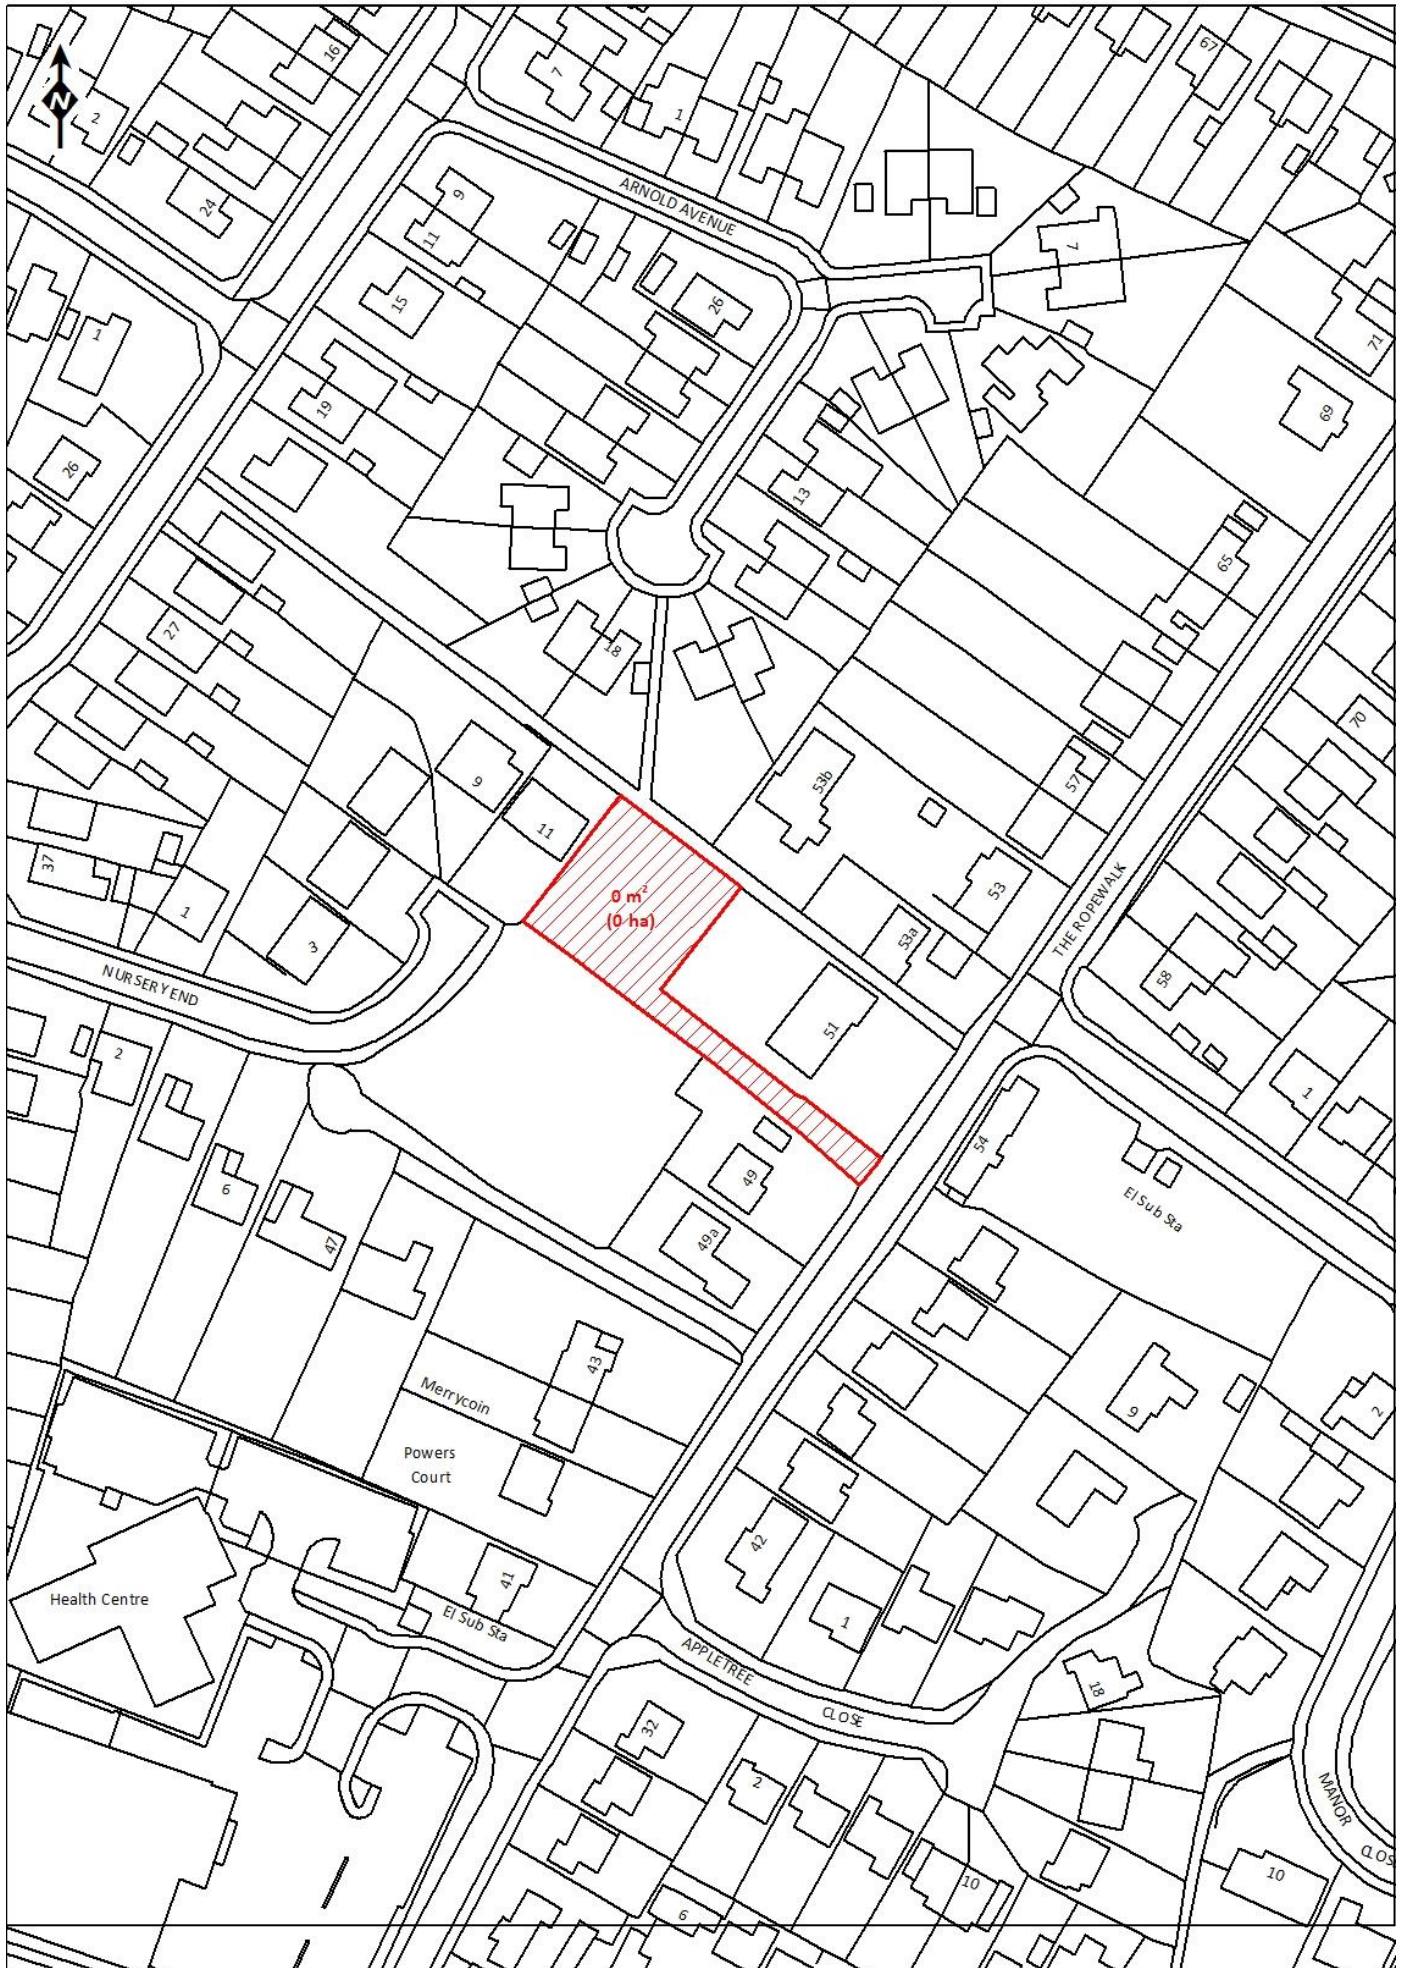 67
16
7
N
2
1
9
ARNOLD AVENUE
24
11
7
15
26
1
71
19
69
26
13
65
27
18
70
53b
57
9
11
37
53
0 m²
(0 ha)
THE ROPEWALK
1
53a
3
58
NURSERY END
51
2
1
54
49
6
El Sub Sta
49a
47
43
Merrycoin
9
2
Powers
Court
42
41
Health Centre
El Sub Sta
1
APPLETREE
18
CLOSE
32
2
MANOR
CLOS
10
10
6